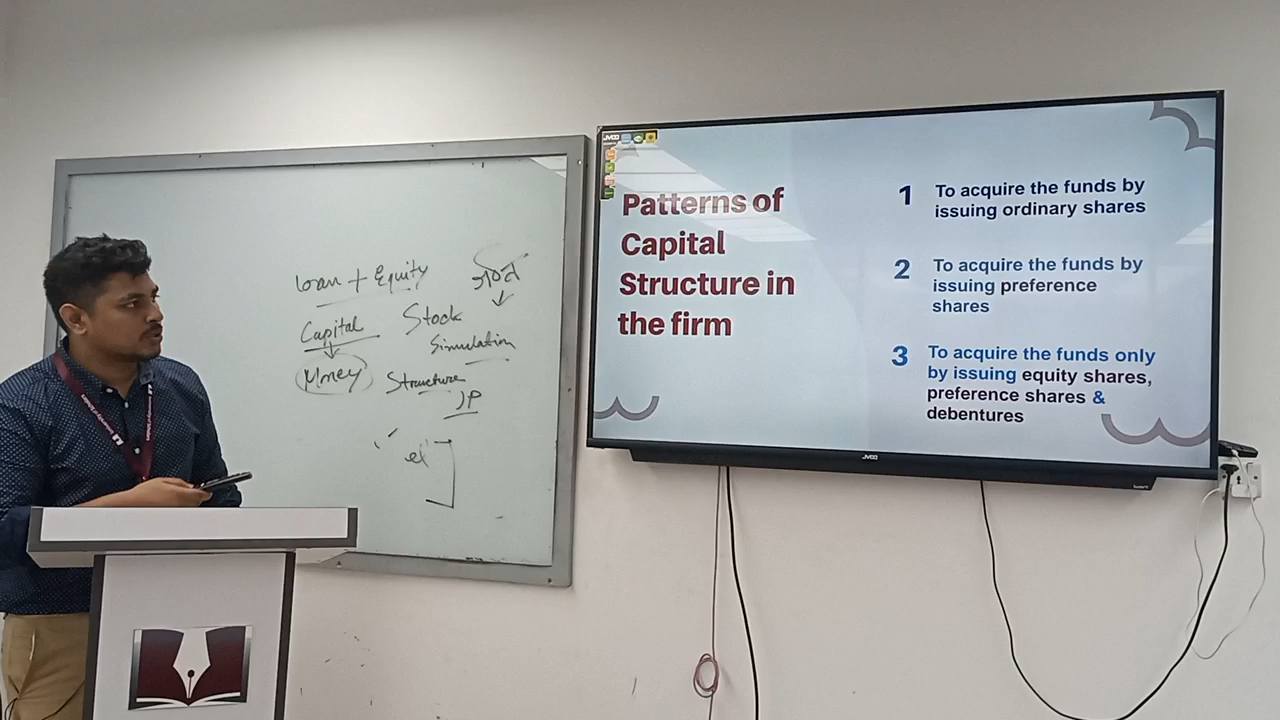 Loan + Equity
গঠন
Capital
Stock
Simulation
Money
Structure
Patterns of
Capital
Structure in
the firm
1
To acquire the funds by
issuing ordinary shares
2
To acquire the funds by
issuing preference
shares
3
To acquire the funds only
by issuing equity shares,
preference shares &
debentures
JVCO